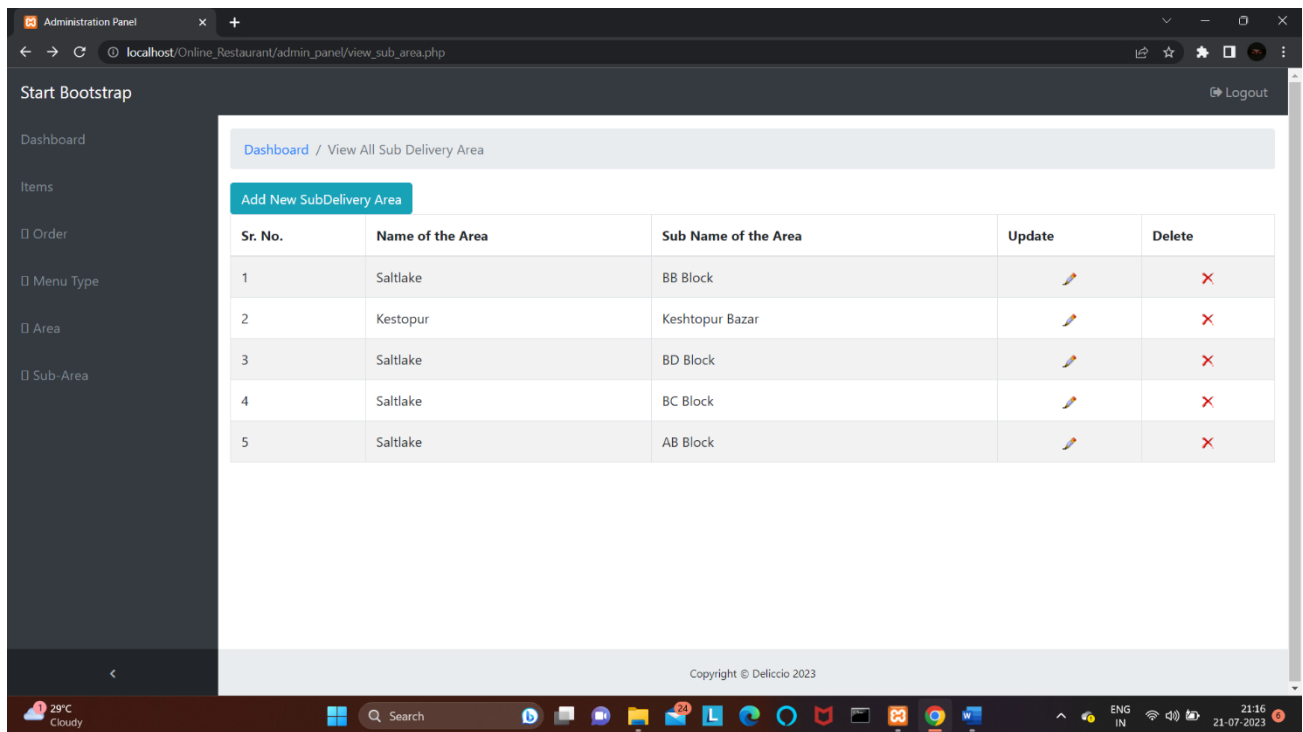 Administration Panel
localhost/Online_Restaurant/admin_panel/view_sub_area.php
Start Bootstrap
Logout
Dashboard
Items
Order
Menu Type
Area
Sub-Area
Dashboard / View All Sub Delivery Area
Add New SubDelivery Area
Sr. No. Name of the Area Sub Name of the Area Update Delete
1 Saltlake BB Block
2 Kestopur Keshtopur Bazar
3 Saltlake BD Block
4 Saltlake BC Block
5 Saltlake AB Block
Copyright © Deliccio 2023
1 29°C
Cloudy
Search
24
L
ENG
IN
21:16
21-07-2023
6